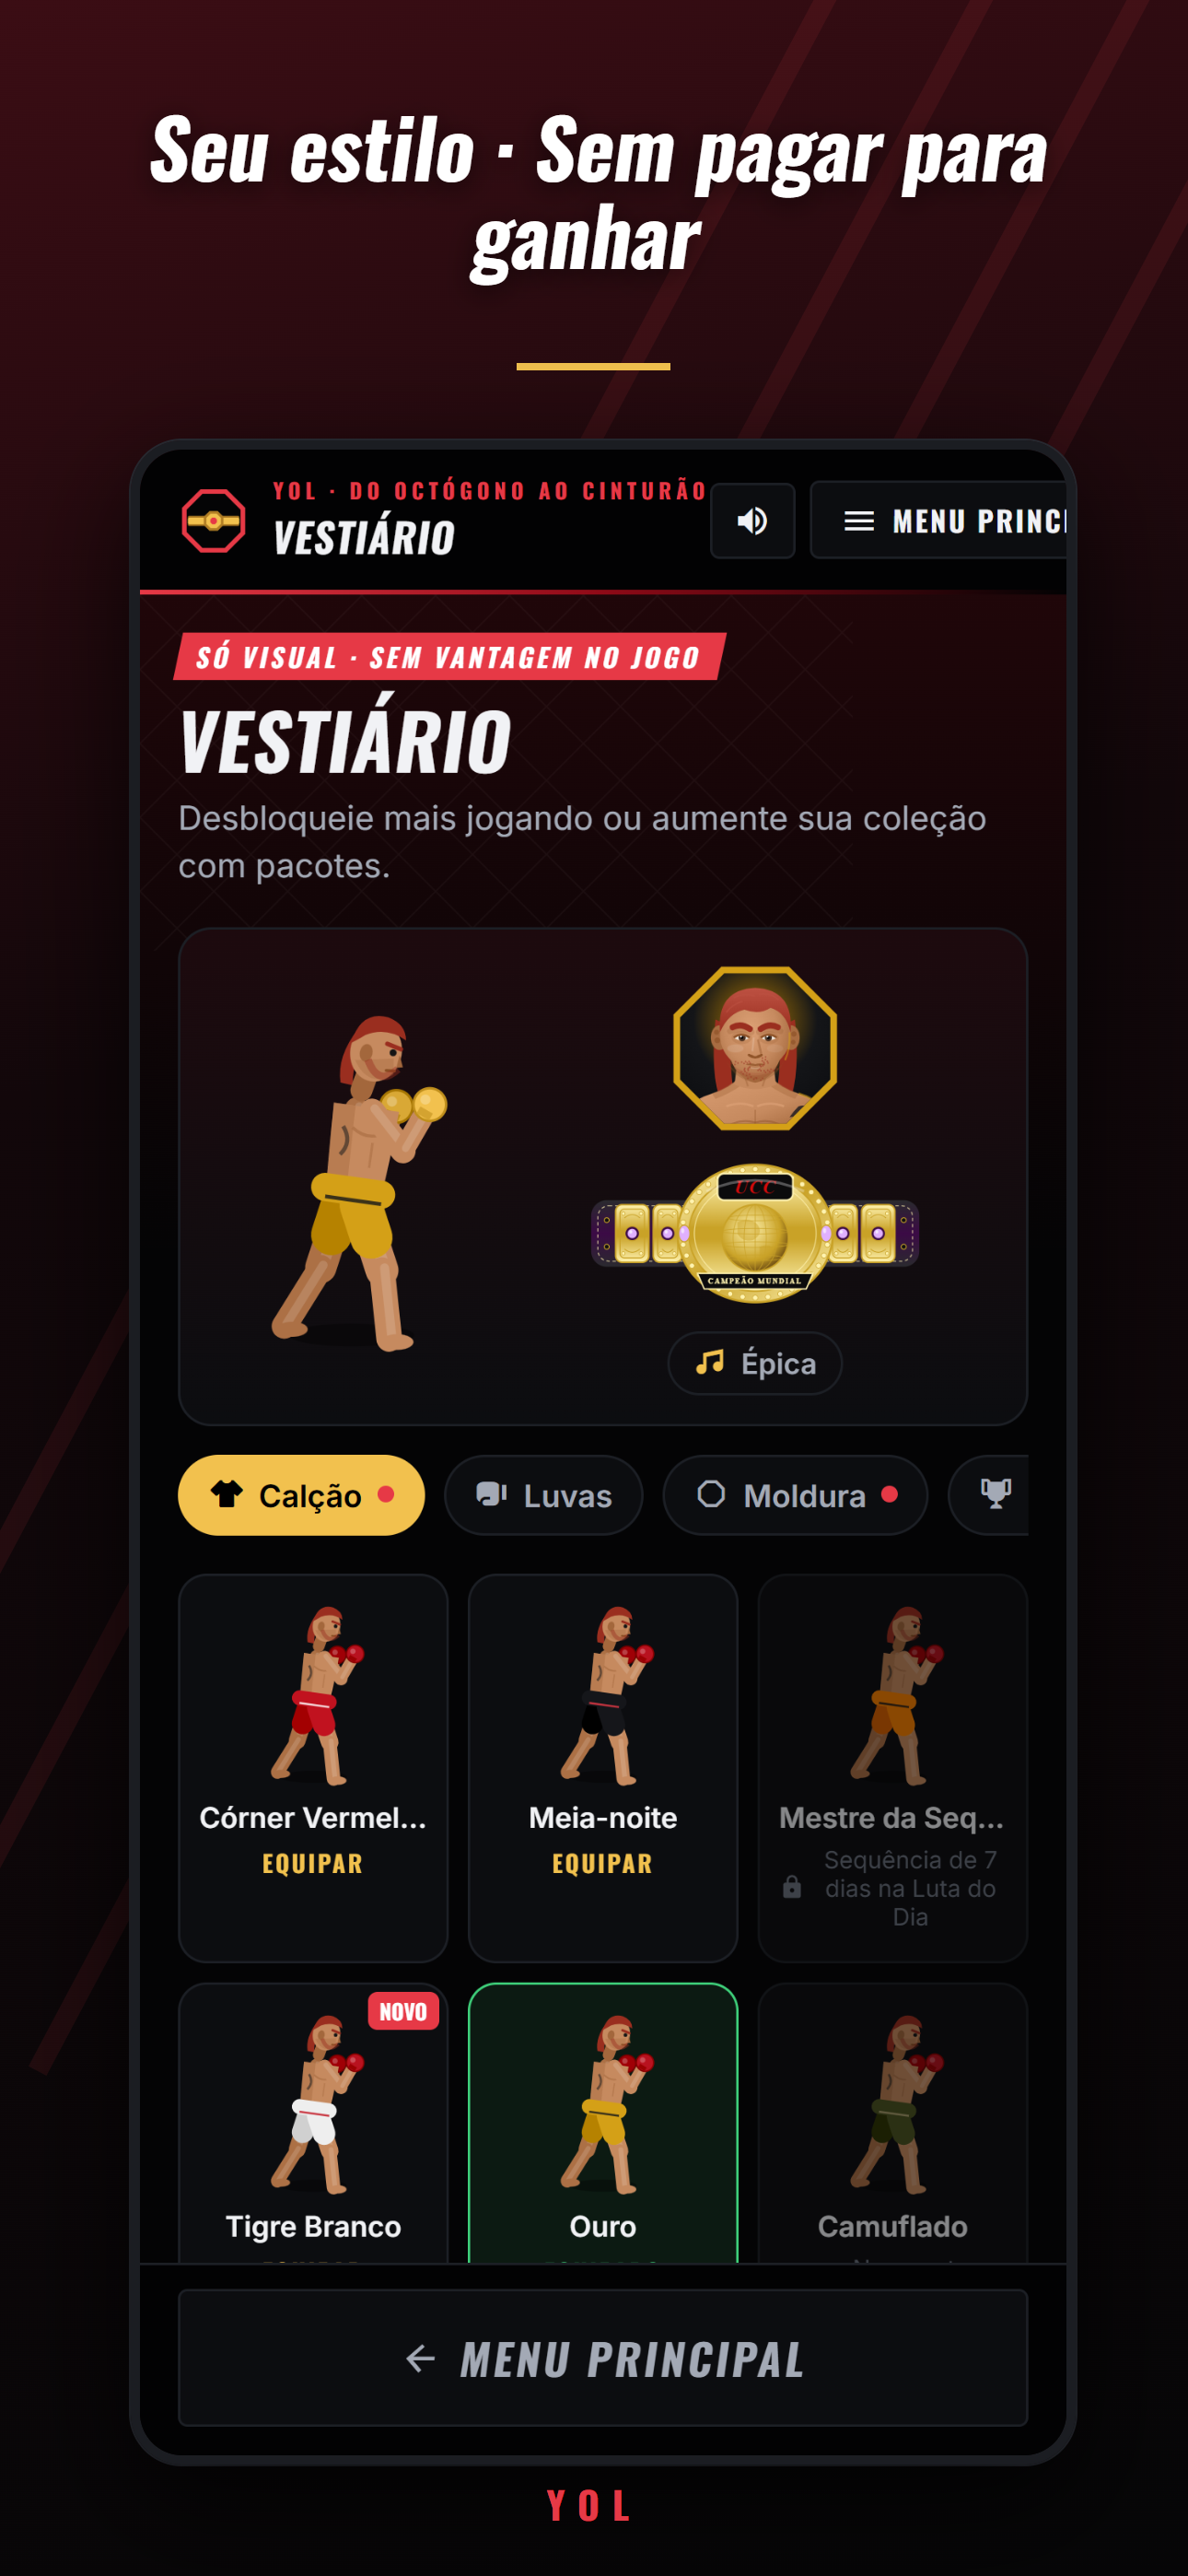 Seu estilo · Sem pagar para
ganhar
YOL · DO OCTÓGONO AO CINTURÃO
VESTIÁRIO
MENU PRINCI
SÓ VISUAL · SEM VANTAGEM NO JOGO
VESTIÁRIO
Desbloqueie mais jogando ou aumente sua coleção
com pacotes.
UCC
CAMPEÃO MUNDIAL
Épica
Calção
Luvas
Moldura
Córner Vermel...
EQUIPAR
Meia-noite
EQUIPAR
Mestre da Seq...
Sequência de 7
dias na Luta do
Dia
NOVO
Tigre Branco
Ouro
Camuflado
MENU PRINCIPAL
YOL